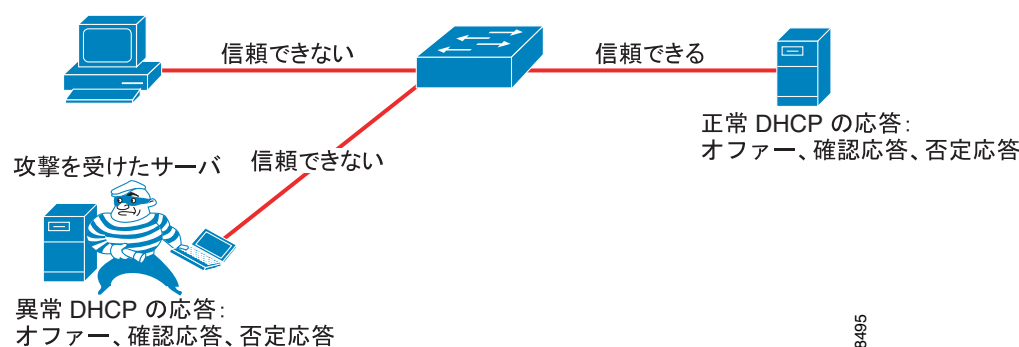 信頼できない
信頼できる
正常 DHCP の応答:
オファー、確認応答、否定応答
攻撃を受けたサーバ
信頼できない
異常 DHCP の応答:
オファー、確認応答、否定応答
8495